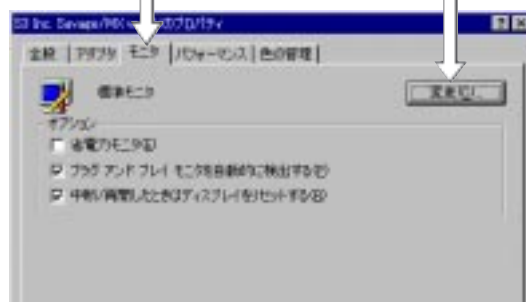 S3 Inc. Savage/MX のプロパティ
全般 アダプタ モニタ パフォーマンス 色の管理
標準モニタ
変更(C)...
オプション
省電力モニタ(E)
プラグ アンド プレイ モニタを自動的に検出する(P)
中断/再開したときはディスプレイをリセットする(R)